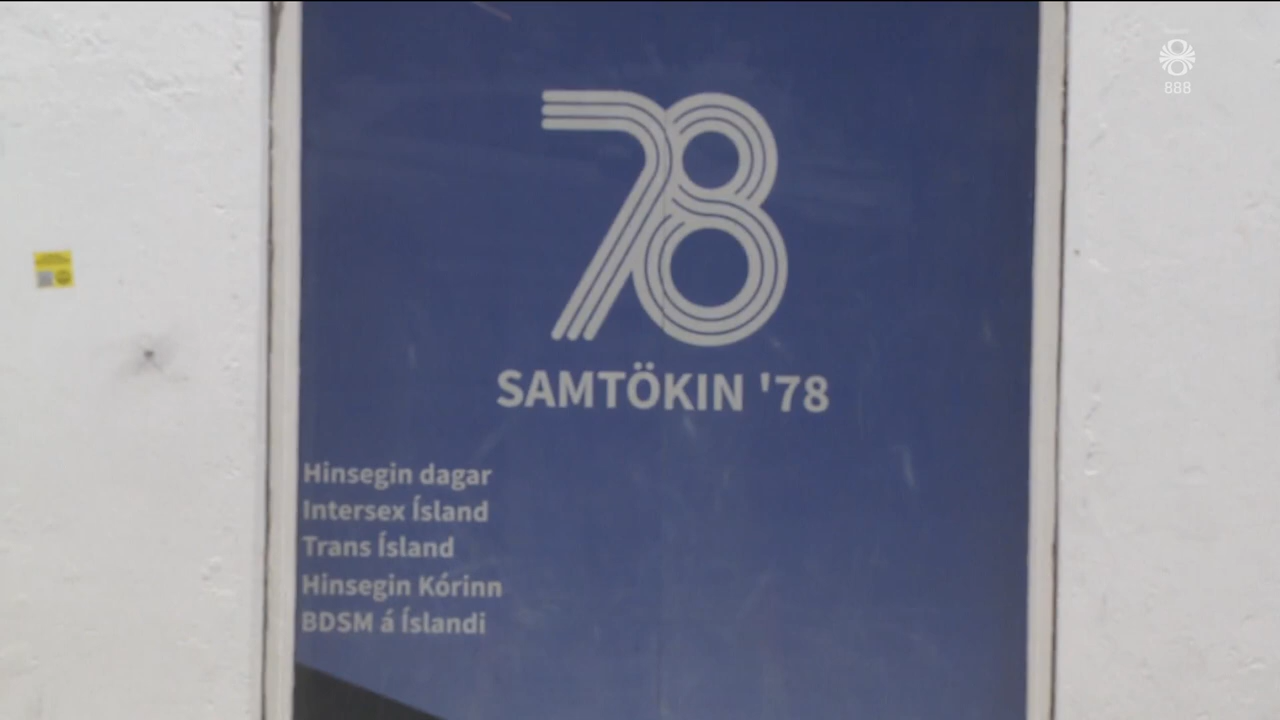 888
78
SAMTÖKIN '78
Hinsegin dagar
Intersex Ísland
Trans Ísland
Hinsegin Kórinn
BDSM á Íslandi